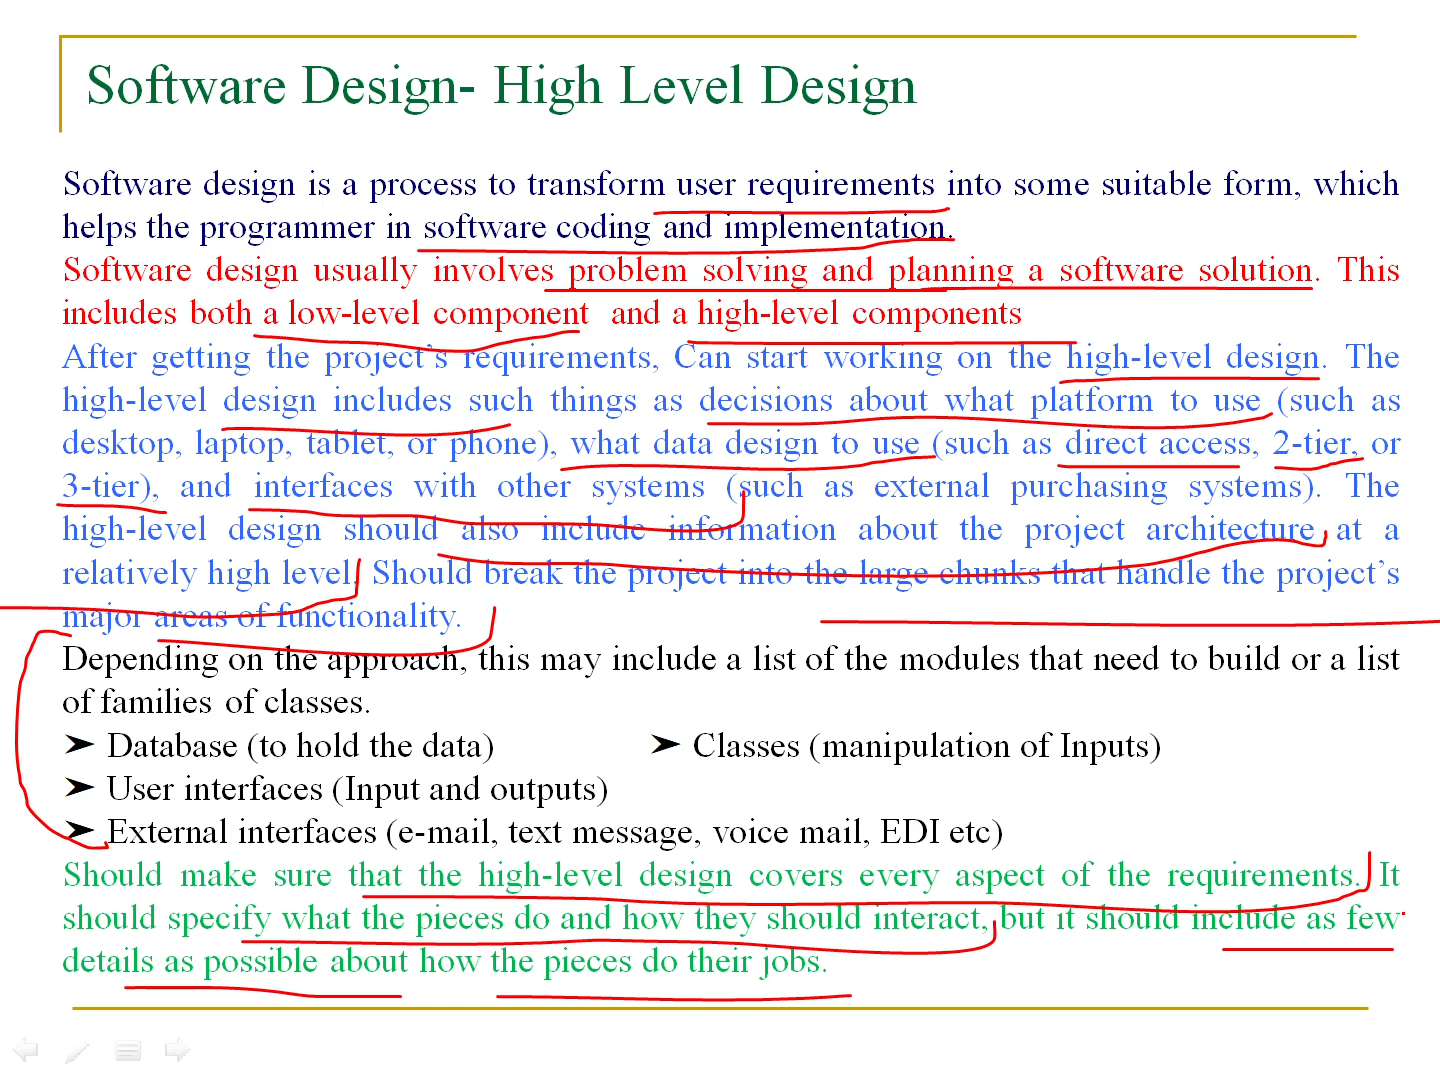 Software Design- High Level Design
Software design is a process to transform user requirements into some suitable form, which
helps the programmer in software coding and implementation.
Software design usually involves problem solving and planning a software solution. This
includes both a low-level component and a high-level components
After getting the project’s requirements, Can start working on the high-level design. The
high-level design includes such things as decisions about what platform to use (such as
desktop, laptop, tablet, or phone), what data design to use (such as direct access, 2-tier, or
3-tier), and interfaces with other systems (such as external purchasing systems). The
high-level design should also include information about the project architecture at a
relatively high level. Should break the project into the large chunks that handle the project’s
major areas of functionality.
Depending on the approach, this may include a list of the modules that need to build or a list
of families of classes.
➤ Database (to hold the data) ➤ Classes (manipulation of Inputs)
➤ User interfaces (Input and outputs)
➤ External interfaces (e-mail, text message, voice mail, EDI etc)
Should make sure that the high-level design covers every aspect of the requirements. It
should specify what the pieces do and how they should interact, but it should include as few
details as possible about how the pieces do their jobs.